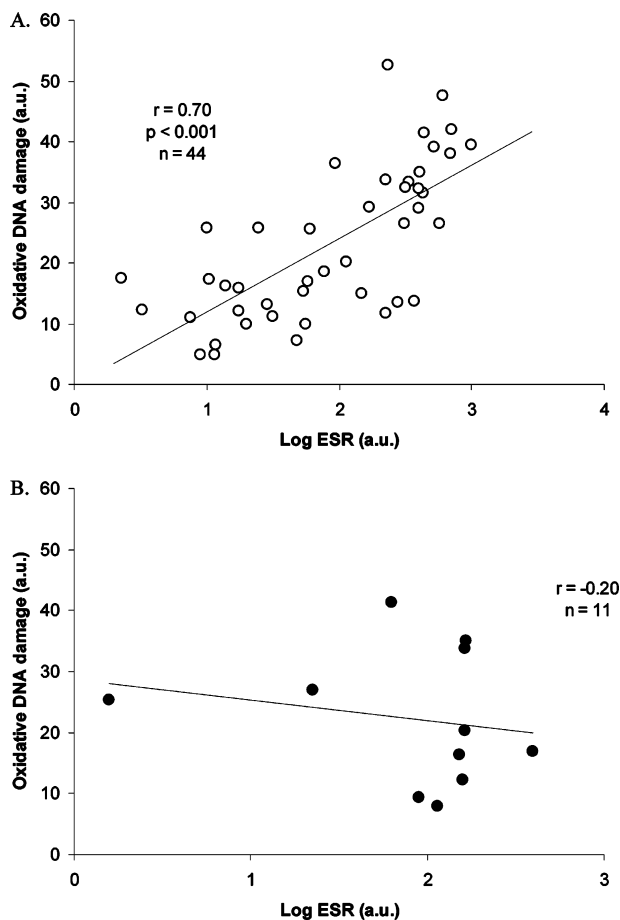 A.
60
50
40
30
20
10
0
Oxidative DNA damage (a.u.)
r = 0.70
p < 0.001
n = 44
0 1 2 3 4
Log ESR (a.u.)
B.
60
50
40
30
20
10
0
Oxidative DNA damage (a.u.)
r = -0.20
n = 11
0 1 2 3
Log ESR (a.u.)